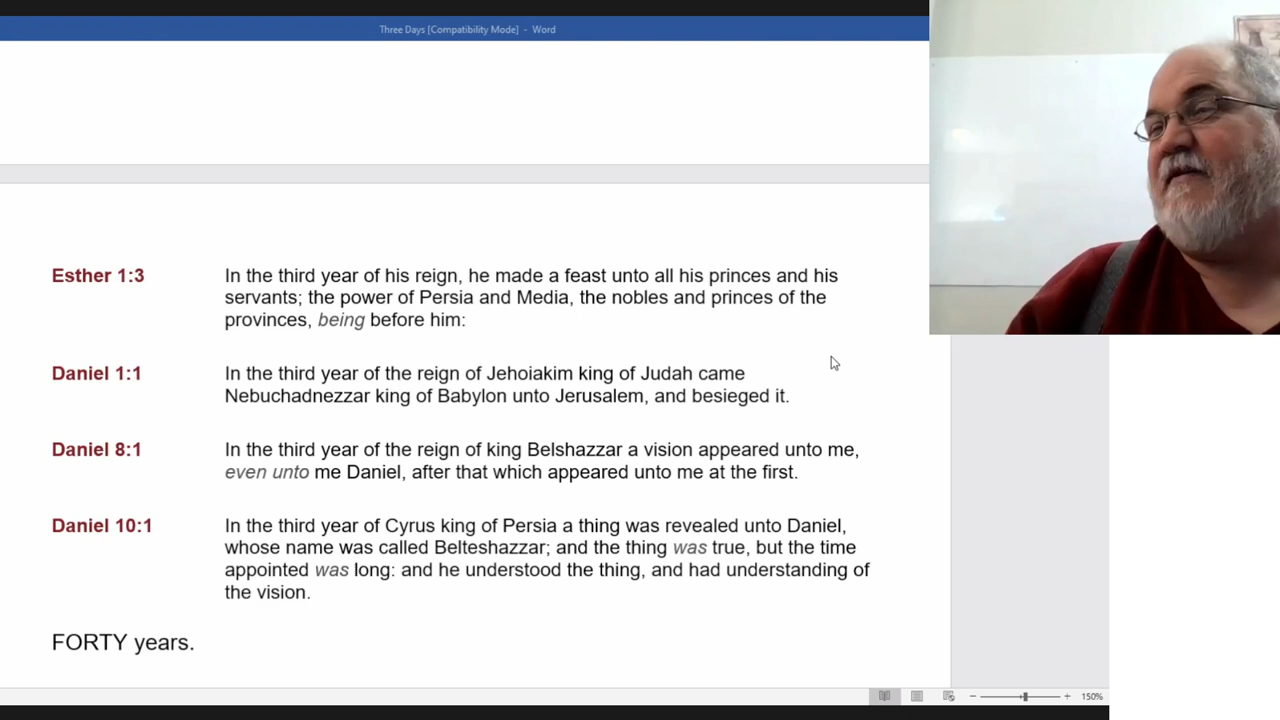 Three Days [Compatibility Mode] - Word
Esther 1:3 In the third year of his reign, he made a feast unto all his princes and his
servants; the power of Persia and Media, the nobles and princes of the
provinces, being before him:
Daniel 1:1 In the third year of the reign of Jehoiakim king of Judah came
Nebuchadnezzar king of Babylon unto Jerusalem, and besieged it.
Daniel 8:1 In the third year of the reign of king Belshazzar a vision appeared unto me,
even unto me Daniel, after that which appeared unto me at the first.
Daniel 10:1 In the third year of Cyrus king of Persia a thing was revealed unto Daniel,
whose name was called Belteshazzar; and the thing was true, but the time
appointed was long: and he understood the thing, and had understanding of
the vision.
FORTY years.
150%